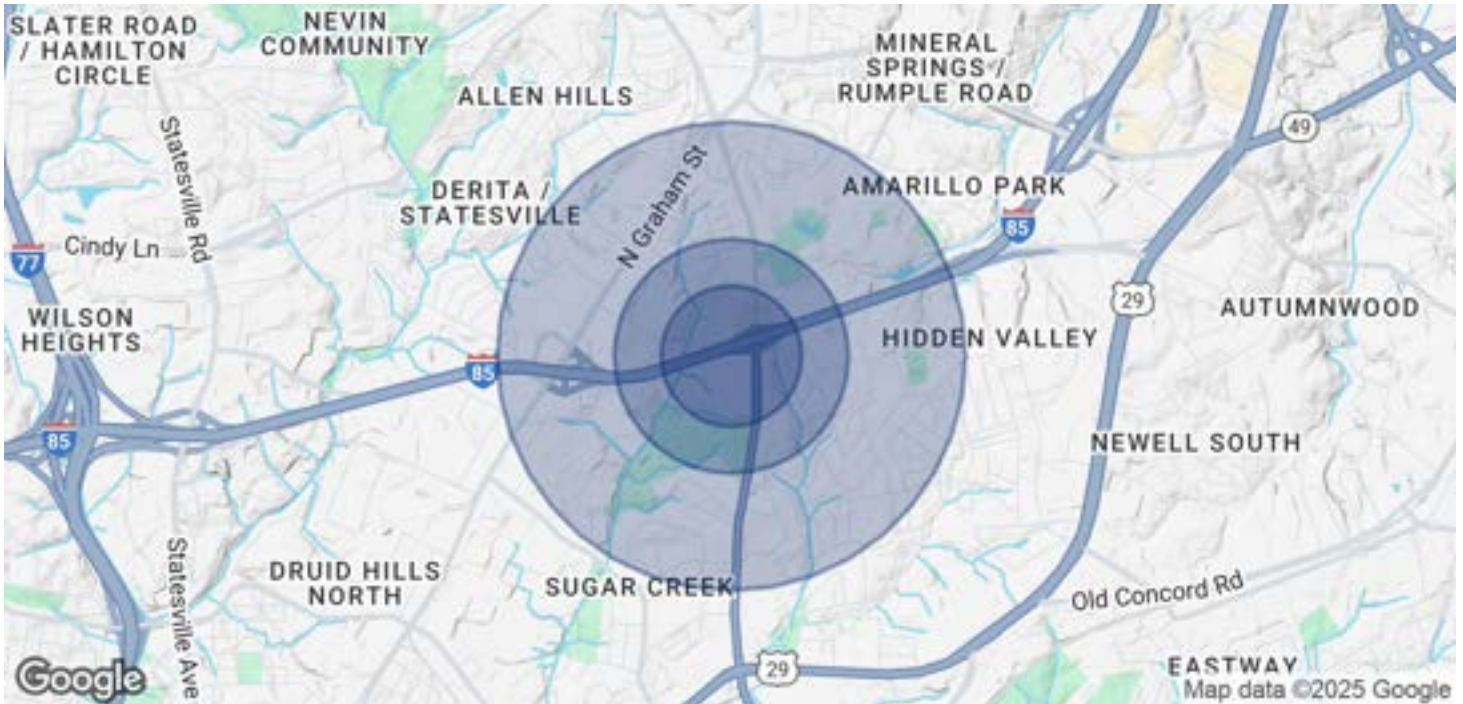 SLATER ROAD
/ HAMILTON
CIRCLE
NEVIN
COMMUNITY
ALLEN HILLS
MINERAL
SPRINGS /
RUMPLE ROAD
49
Statesville Rd
DERITA /
STATESVILLE
N Graham St
AMARILLO PARK
85
Cindy Ln
77
29
AUTUMNWOOD
WILSON
HEIGHTS
HIDDEN VALLEY
85
85
NEWELL SOUTH
DRUID HILLS
NORTH
SUGAR CREEK
Old Concord Rd
Statesville Ave
29
EASTWAY
Google
Map data ©2025 Google